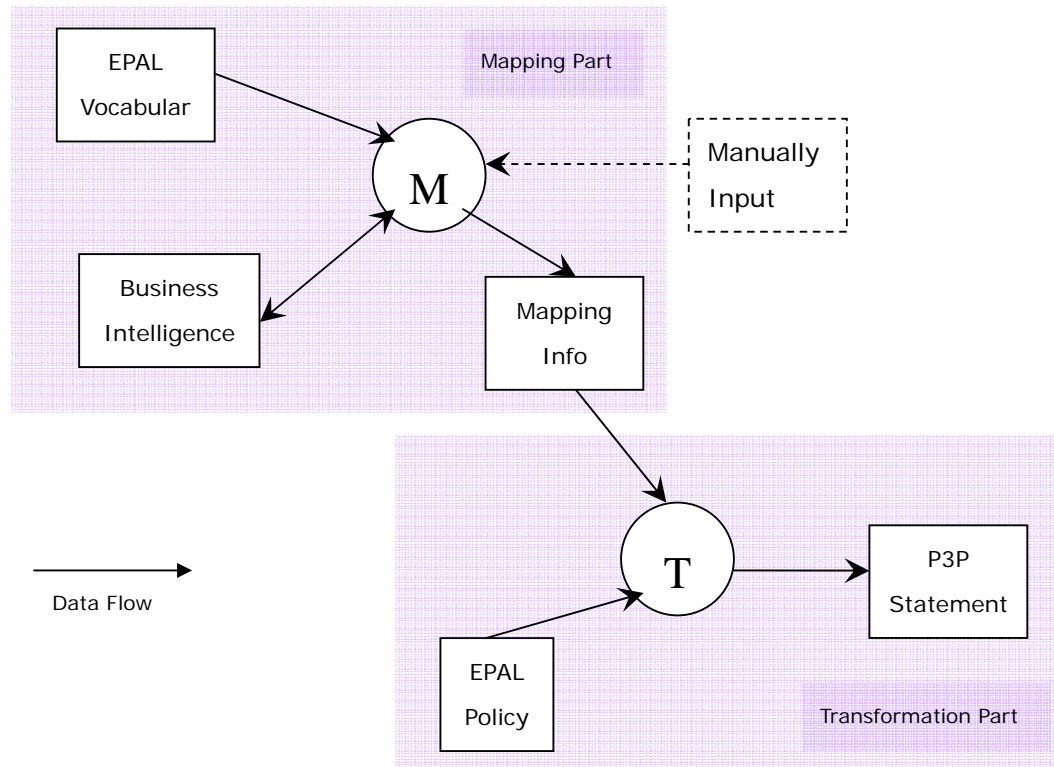 EPAL
Vocabular
Mapping Part
M
Manually
Input
Business
Intelligence
Mapping
Info
T
P3P
Statement
Data Flow
EPAL
Policy
Transformation Part